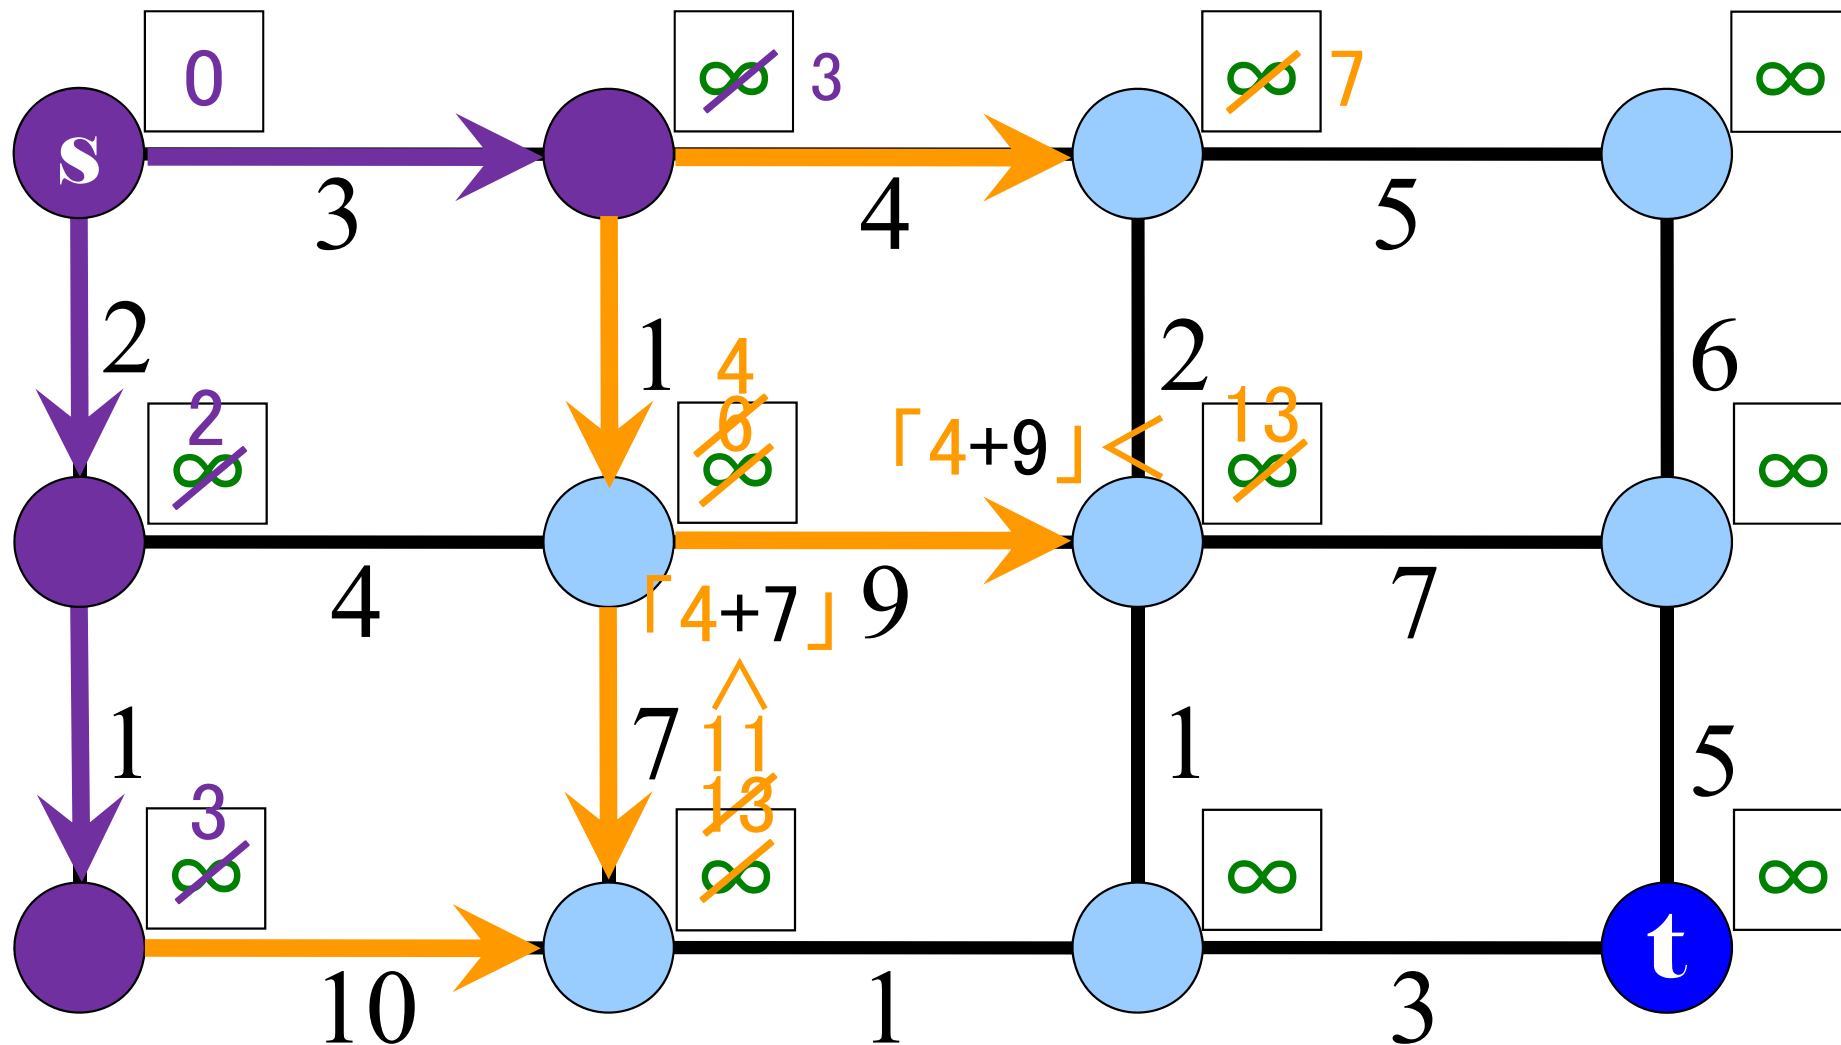 0 ∞ 3 ∞ 7 ∞
s
3 4 5
2 1 2 6
4
2 6 「4+9」< 13
∞ ∞ ∞ ∞
4 9 7
「4+7」
∧
1 7 11 1 5
3 13
∞ ∞ ∞ ∞
t
10 1 3